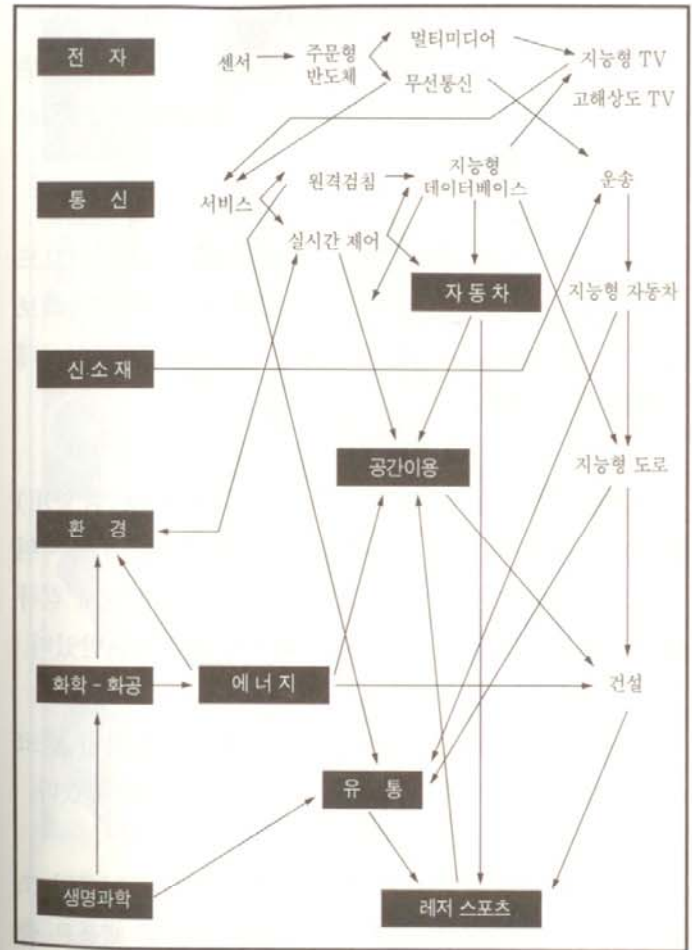 전 자
센서
주문형
반도체
멀티미디어
무선통신
지능형 TV
고해상도 TV
통 신
서비스
원격검침
실시간 제어
지능형
데이터베이스
운송
자동차
지능형 자동차
신.소재
공간이용
지능형 도로
환 경
화학 - 화공
에너지
건설
유 통
생명과학
레저 스포츠